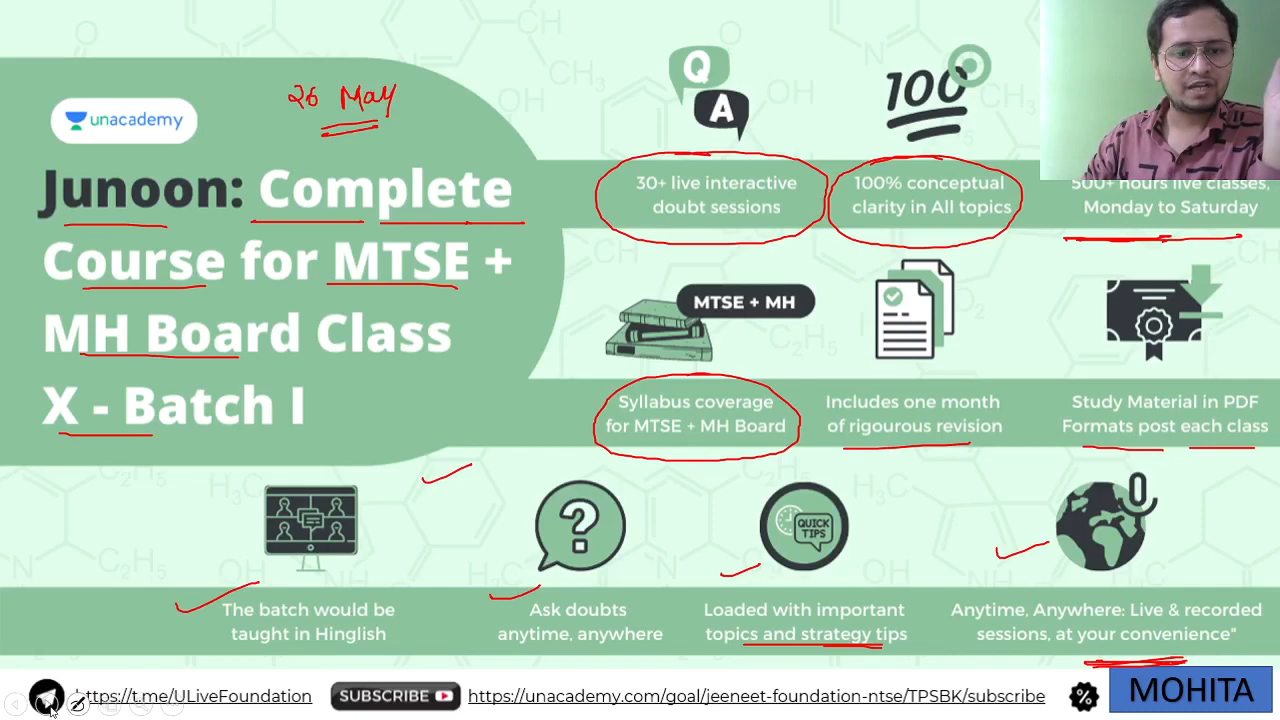 26 May
unacademy
Junoon: Complete
Course for MTSE +
MH Board Class
X - Batch I
Q
A
100
30+ live interactive
doubt sessions
100% conceptual
clarity in All topics
500+ hours live classes,
Monday to Saturday
MTSE + MH
Syllabus coverage
for MTSE + MH Board
Includes one month
of rigourous revision
Study Material in PDF
Formats post each class
?
QUICK
TIPS
The batch would be
taught in Hinglish
Ask doubts
anytime, anywhere
Loaded with important
topics and strategy tips
Anytime, Anywhere: Live & recorded
sessions, at your convenience"
https://t.me/ULiveFoundation
SUBSCRIBE
https://unacademy.com/goal/jeeneet-foundation-ntse/TPSBK/subscribe
%
MOHITA